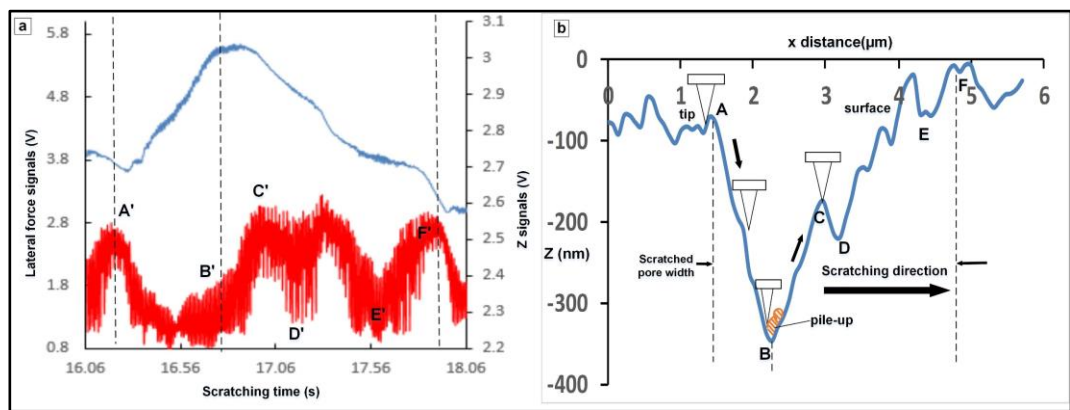 a
Lateral force signals (V)
5.8
4.8
3.8
2.8
1.8
0.8
A'
B'
C'
D'
E'
F'
3.1
3
2.9
2.8
2.7
2.6
2.5
2.4
2.3
2.2
Z signals (V)
16.06 16.56 17.06 17.56 18.06
Scratching time (s)
b
x distance(μm)
0
-100
-200
Z (nm)
-300
-400
0 1 2 3 4 5 6
tip
A
surface
F
E
C
D
Scratched
pore width
Scratching direction
pile-up
B